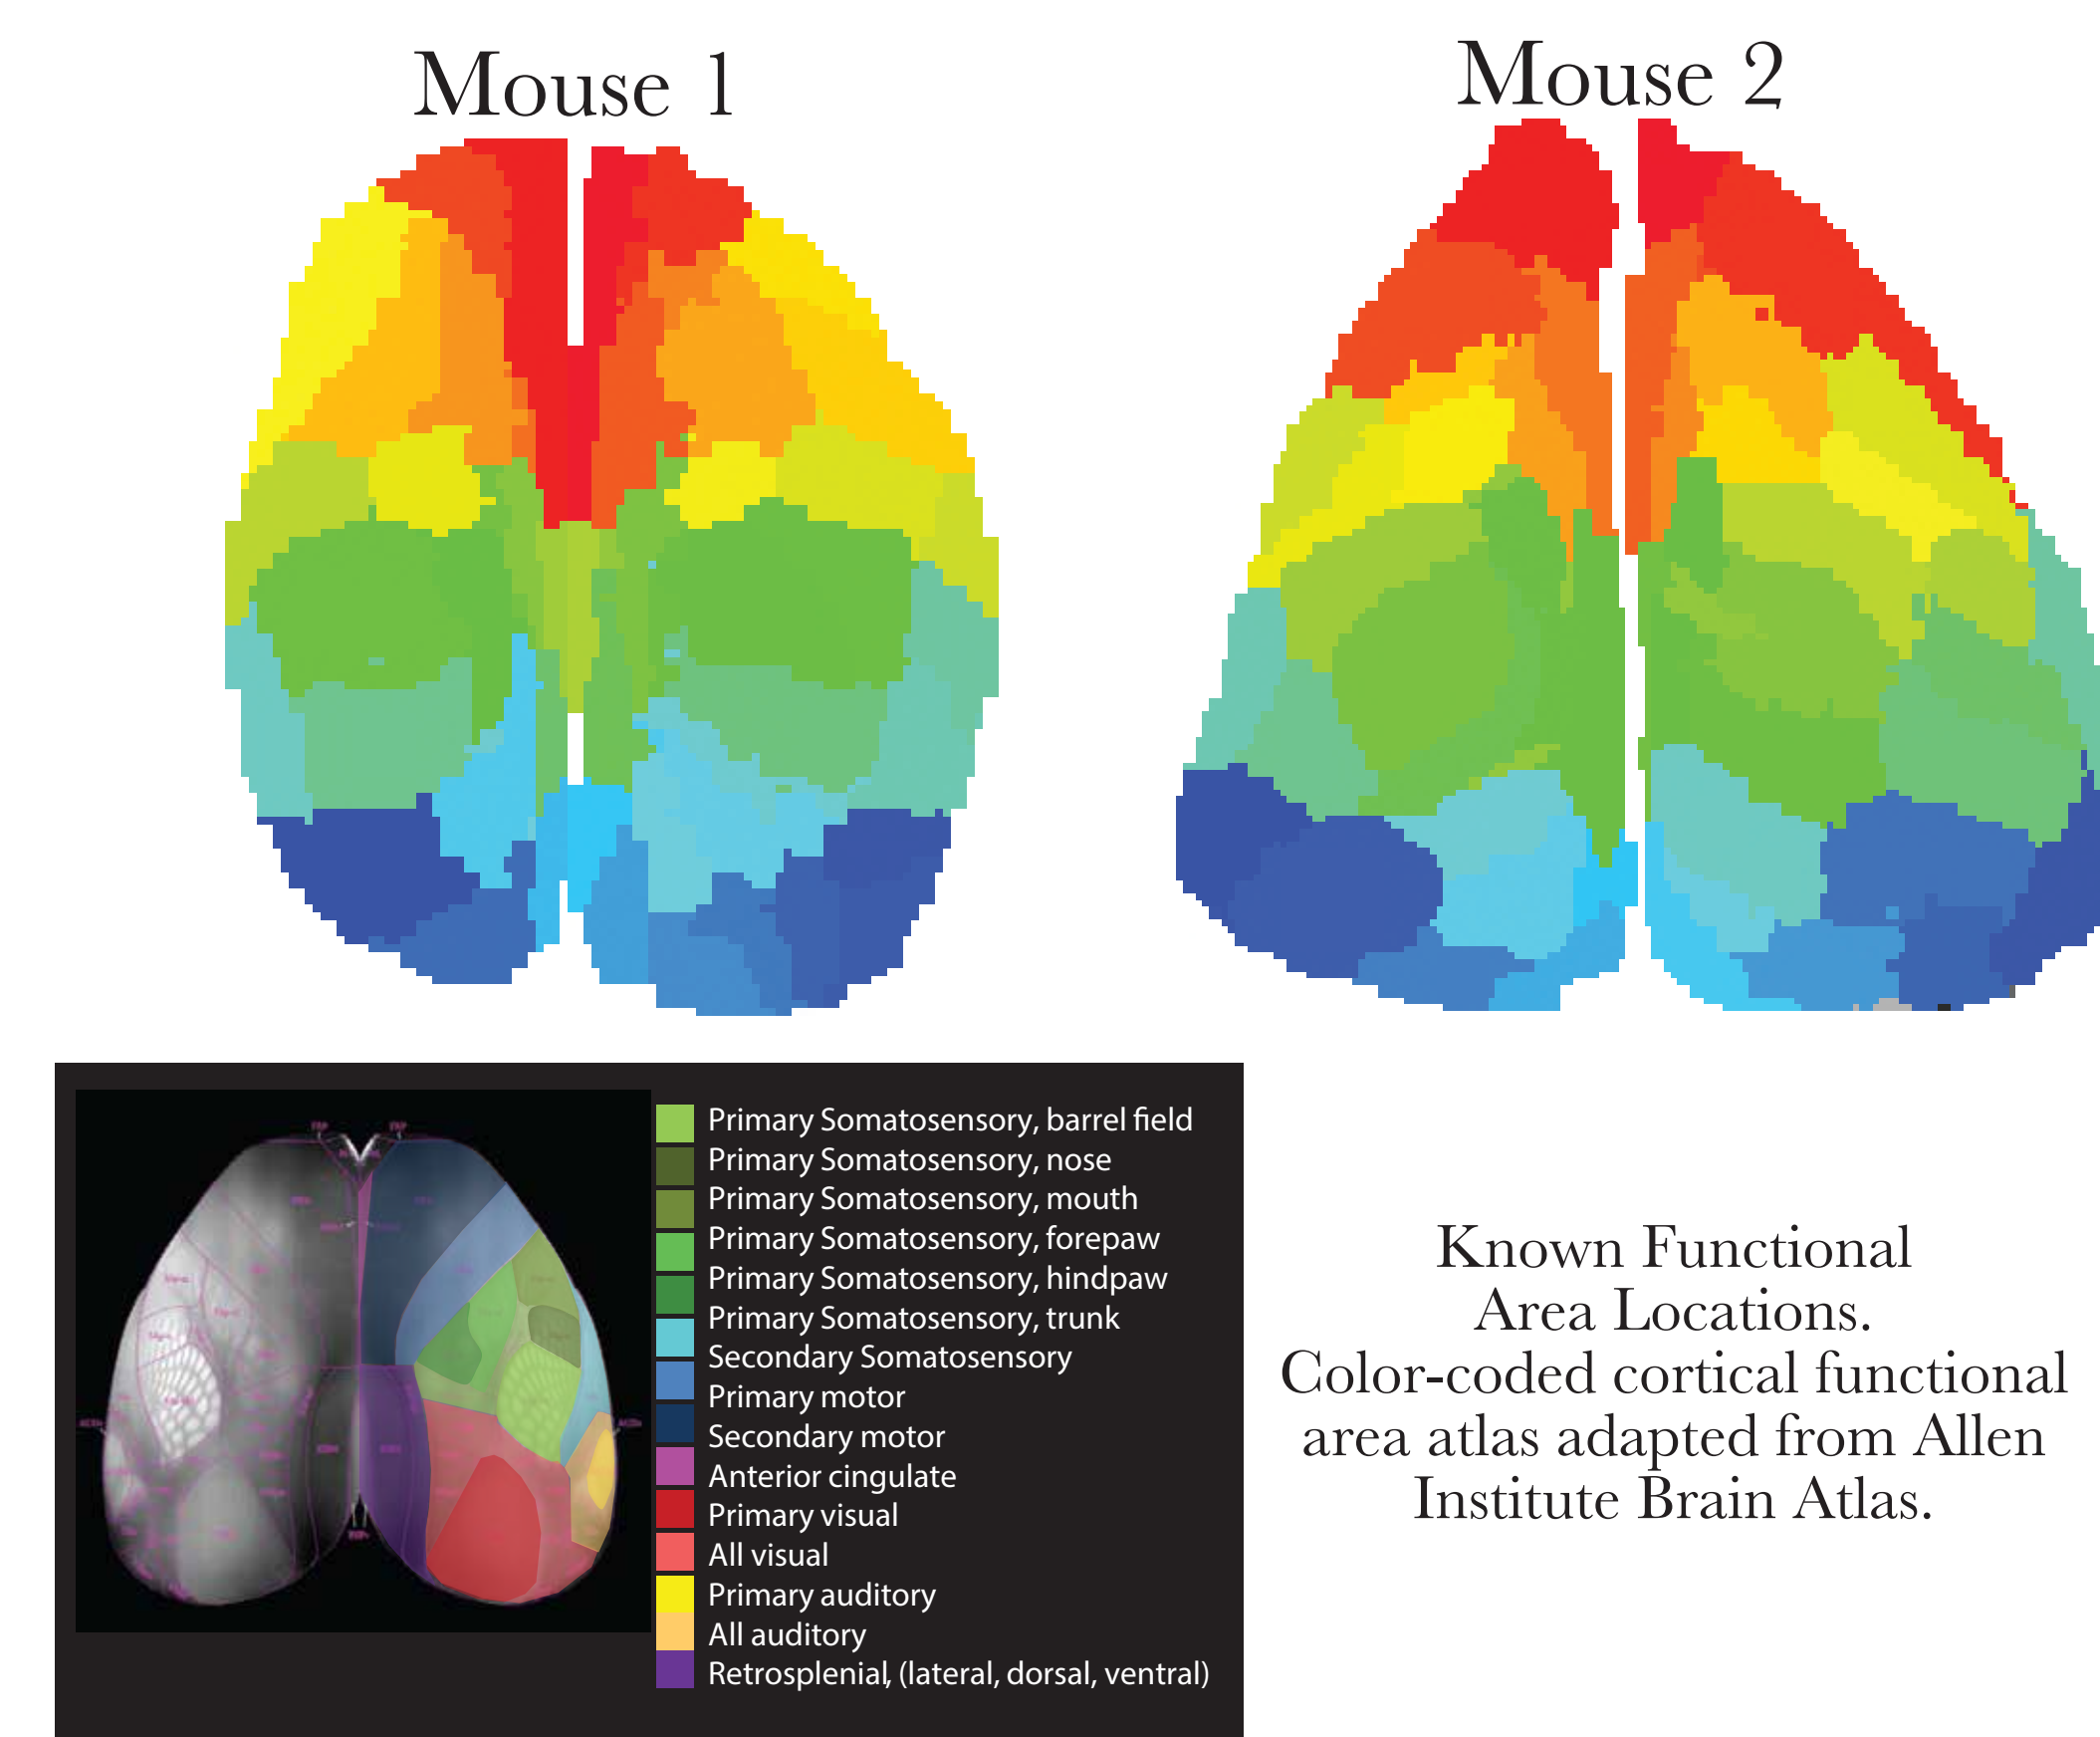 Mouse 1
Mouse 2
FRP
FRP
Primary Somatosensory, barrel field
Primary Somatosensory, nose
Primary Somatosensory, mouth
Primary Somatosensory, forepaw
Primary Somatosensory, hindpaw
Primary Somatosensory, trunk
Secondary Somatosensory
Primary motor
Secondary motor
Anterior cingulate
Primary visual
All visual
Primary auditory
All auditory
Retrosplenial, (lateral, dorsal, ventral)
Known Functional
Area Locations.
Color-coded cortical functional
area atlas adapted from Allen
Institute Brain Atlas.